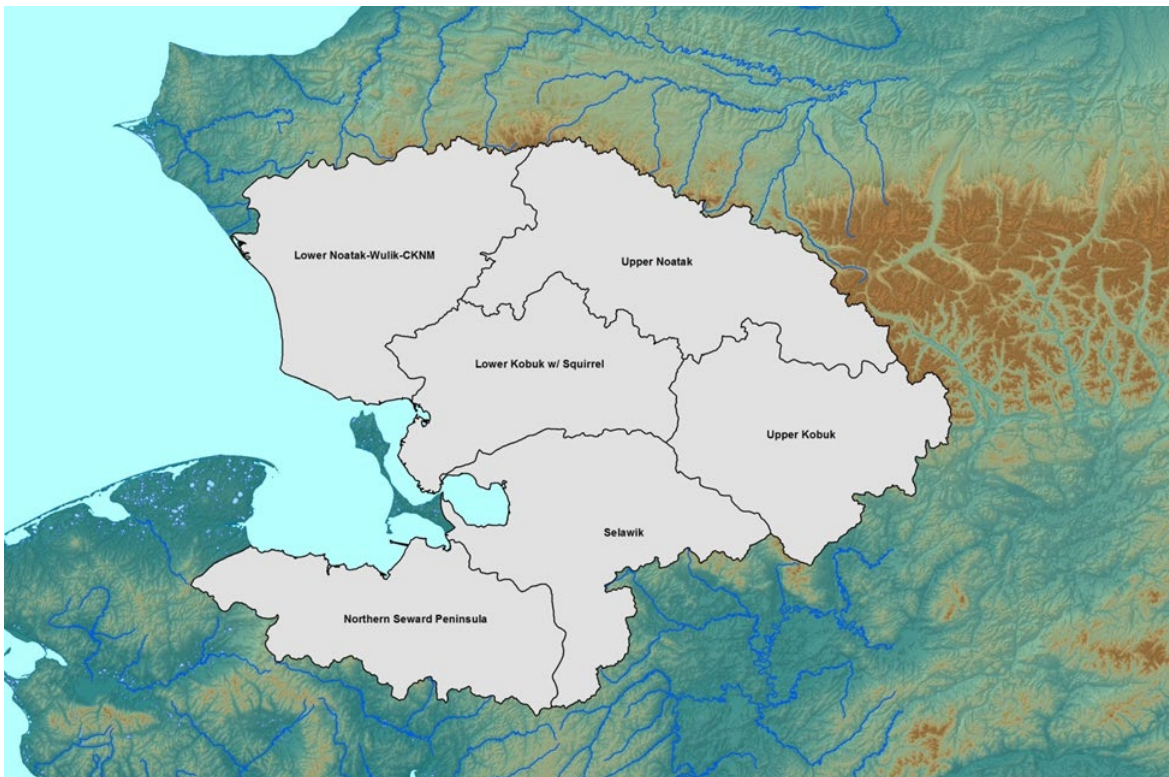 Lower Noatak-Wulik-CKNM
Upper Noatak
Lower Kobuk w/ Squirrel
Upper Kobuk
Selawik
Northern Seward Peninsula